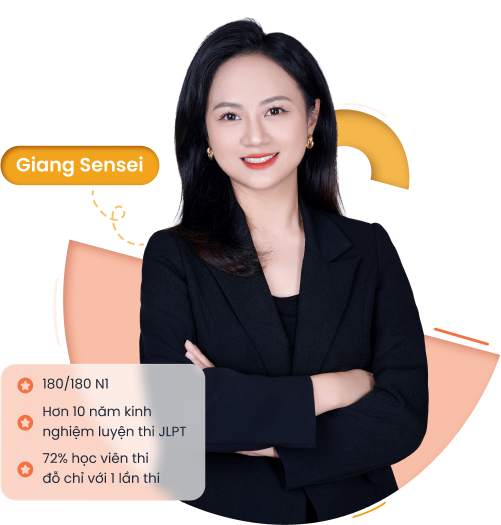 Giang Sensei
180/180 N1
Hơn 10 năm kinh
nghiệm luyện thi JLPT
72% học viên thi
đỗ chỉ với 1 lần thi